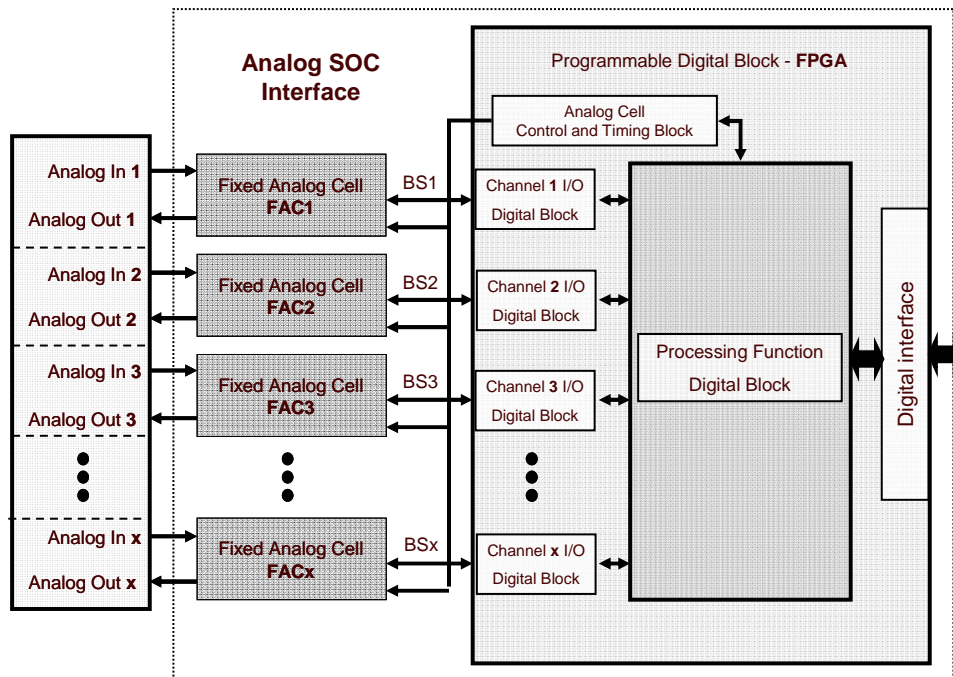 Analog SOC
Interface
Programmable Digital Block - FPGA
Analog Cell
Control and Timing Block
Analog In 1
Analog Out 1
Fixed Analog Cell
FAC1
BS1
Channel 1 I/O
Digital Block
Analog In 2
Analog Out 2
Fixed Analog Cell
FAC2
BS2
Channel 2 I/O
Digital Block
Analog In 3
Analog Out 3
Fixed Analog Cell
FAC3
BS3
Channel 3 I/O
Digital Block
Analog In x
Analog Out x
Fixed Analog Cell
FACx
BSx
Channel x I/O
Digital Block
Processing Function
Digital Block
Digital interface